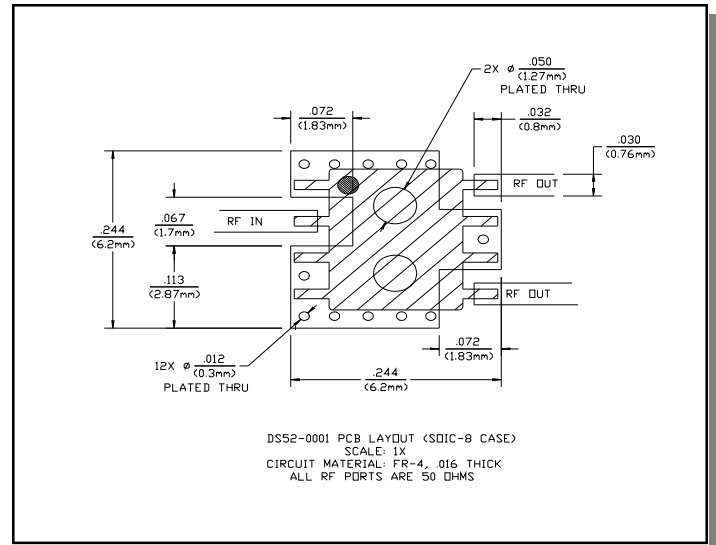 2X ø .050
(1.27mm)
PLATED THRU
.072
(1.83mm)
.032
(0.8mm)
.030
(0.76mm)
RF OUT
.067
(1.7mm)
RF IN
.244
(6.2mm)
.113
(2.87mm)
RF OUT
12X ø .012
(0.3mm)
PLATED THRU
.072
(1.83mm)
.244
(6.2mm)
DS52-0001 PCB LAYOUT (SOIC-8 CASE)
SCALE: 1X
CIRCUIT MATERIAL: FR-4, .016 THICK
ALL RF PORTS ARE 50 OHMS